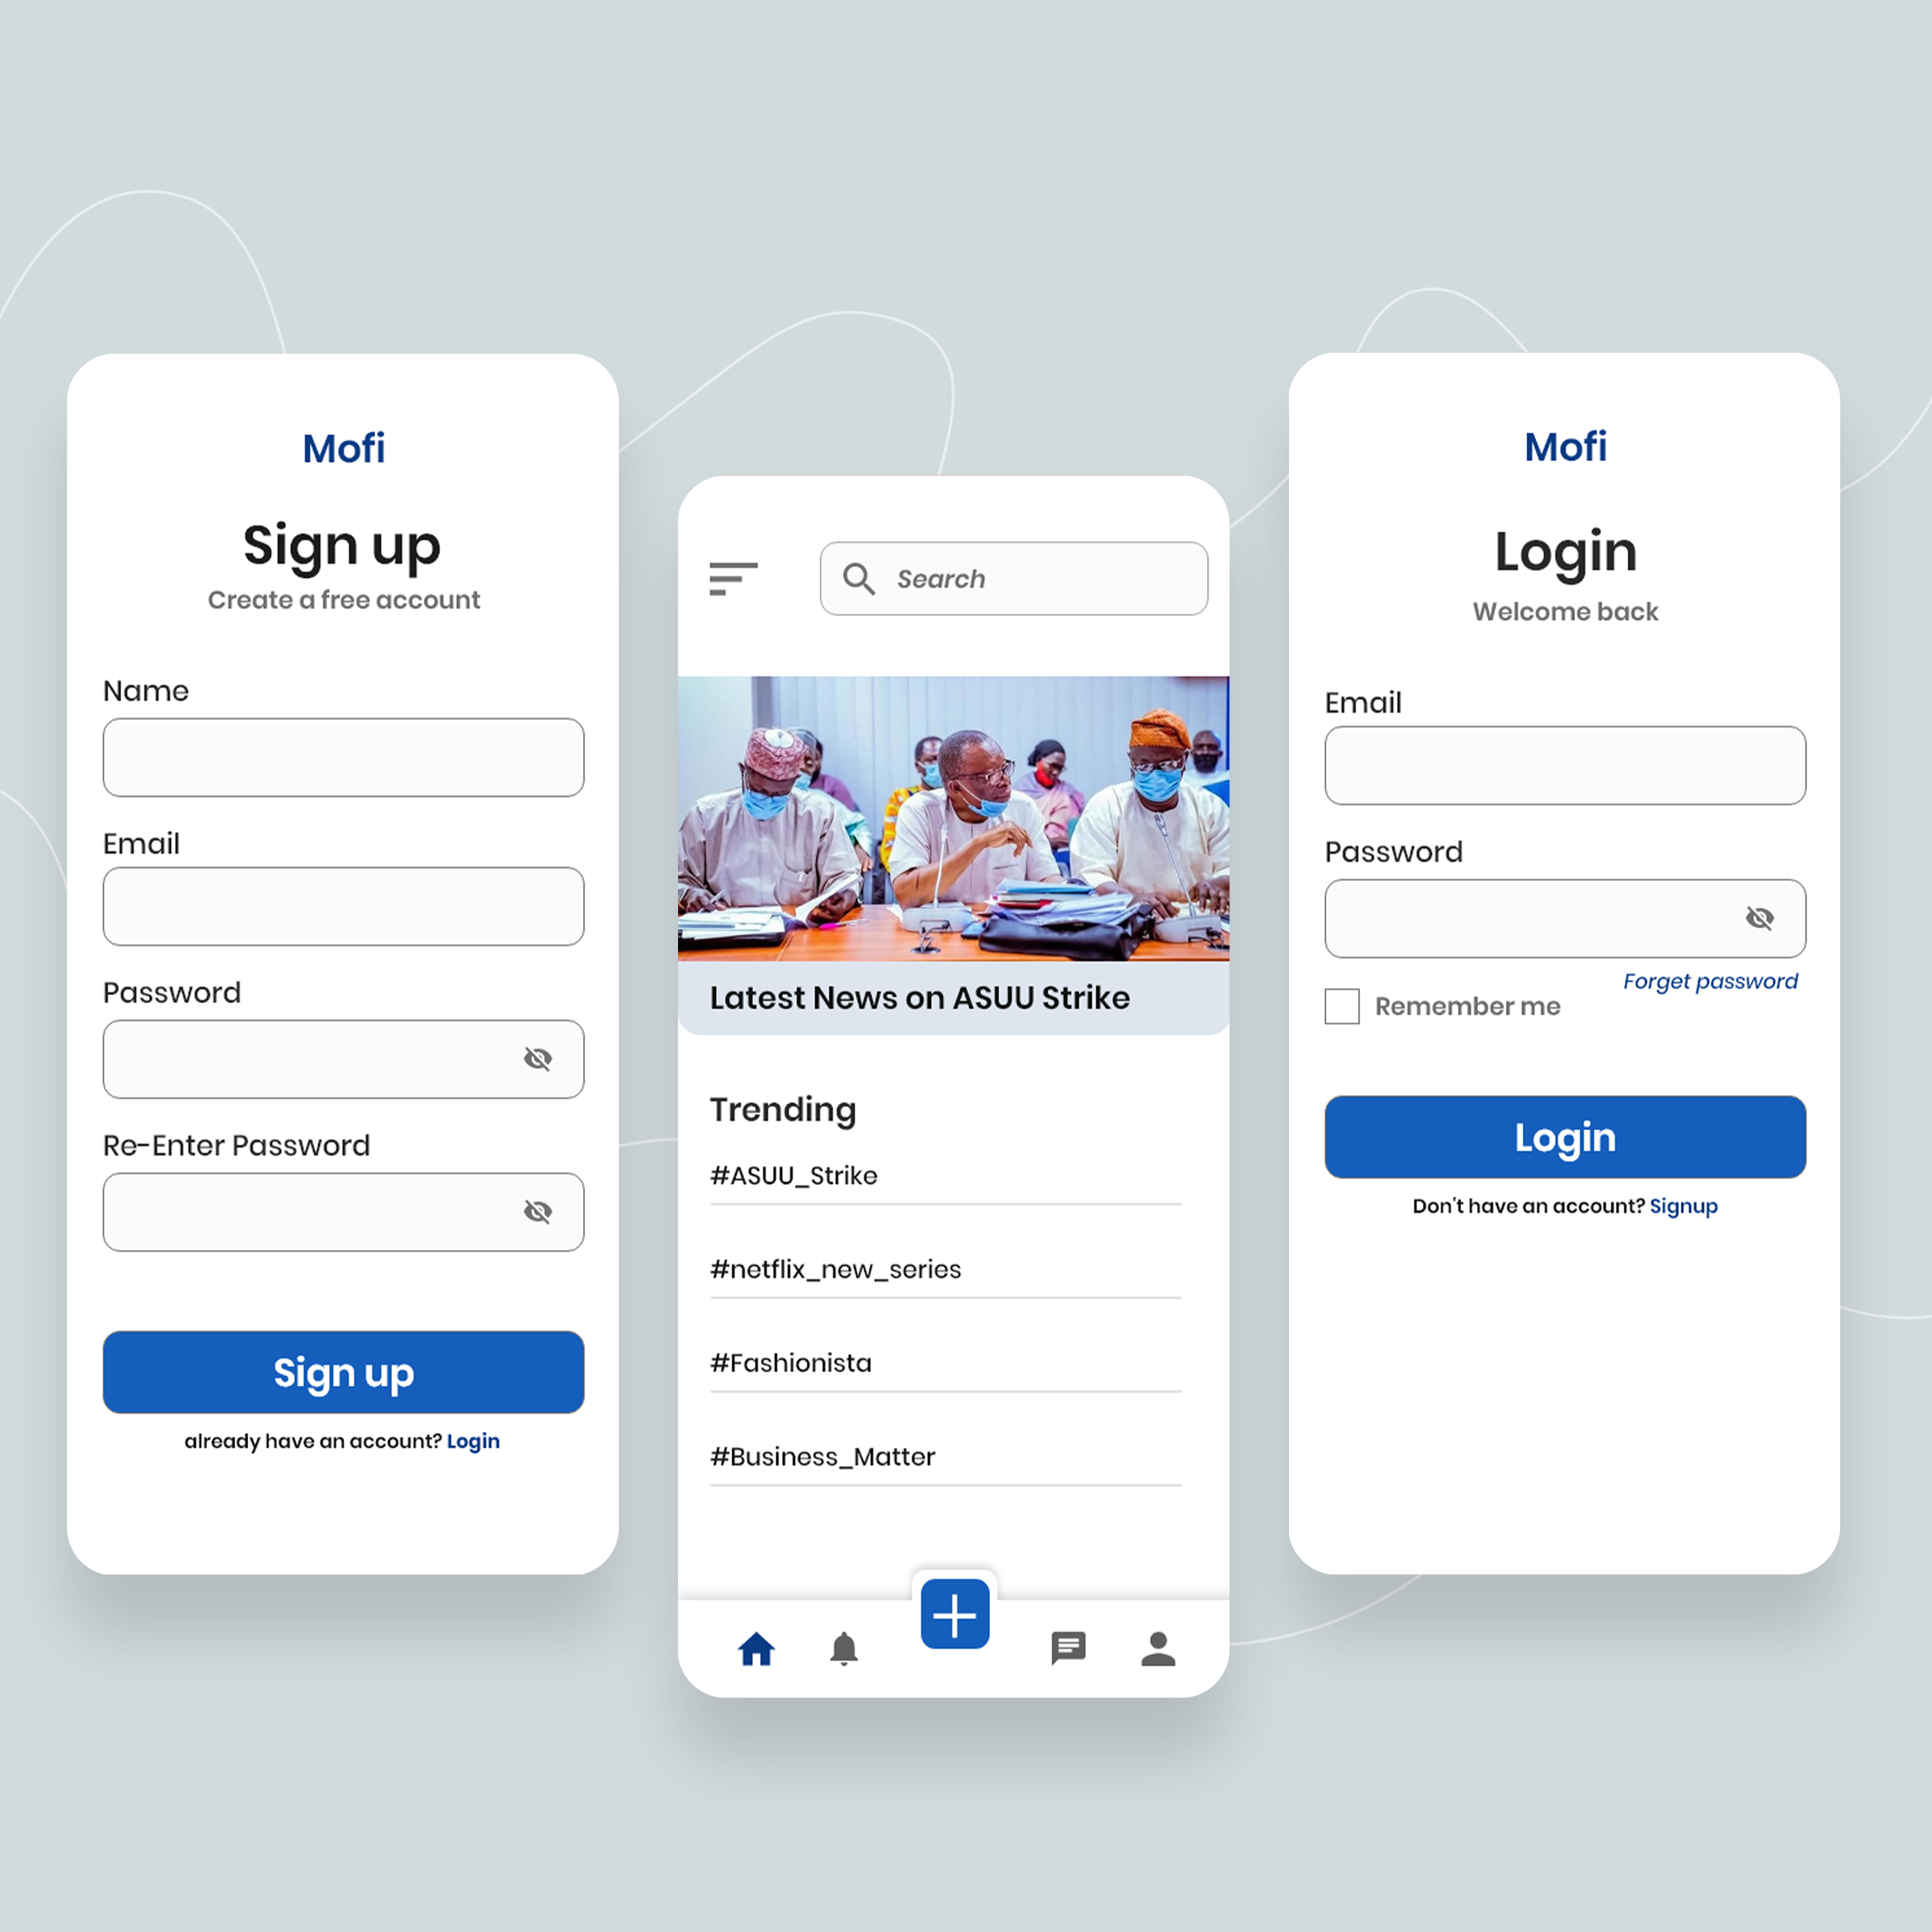 Mofi
Sign up
Create a free account
Name
Email
Password
Re-Enter Password
Sign up
already have an account? Login
Search
Latest News on ASUU Strike
Trending
#ASUU_Strike
#netflix_new_series
#Fashionista
#Business_Matter
Mofi
Login
Welcome back
Email
Password
Forget password
Remember me
Login
Don't have an account? Signup